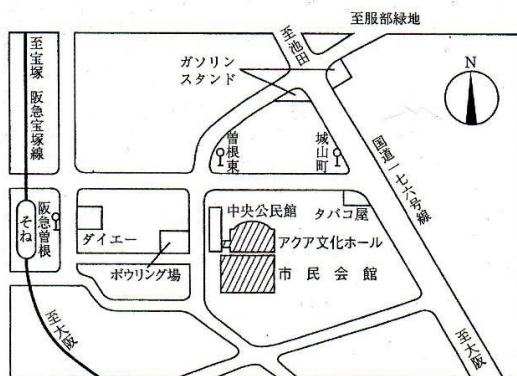 至服部緑地
至池田
ガソリン
スタンド
至宝塚 阪急宝塚線
N
曽根東
城山町
国道一七六号線
阪急曽根
そね
中央公民館
タバコ屋
ダイエー
アクア文化ホール
ボウリング場
市民会館
至大阪
至大阪